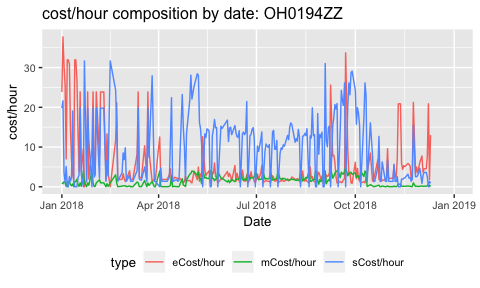 cost/hour composition by date: OH0194ZZ
cost/hour
30
20
10
0
Jan 2018 Apr 2018 Jul 2018 Oct 2018 Jan 2019
Date
type eCost/hour mCost/hour sCost/hour